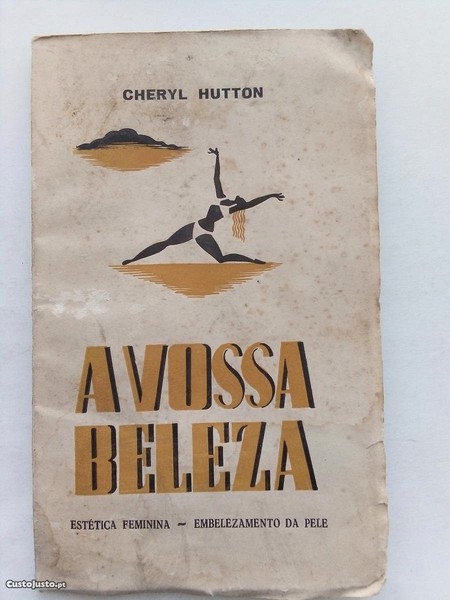 CHERYL HUTTON
A VOSSA
BELEZA
ESTÉTICA FEMININA ~ EMBELEZAMENTO DA PELE
CustoJusto.pt